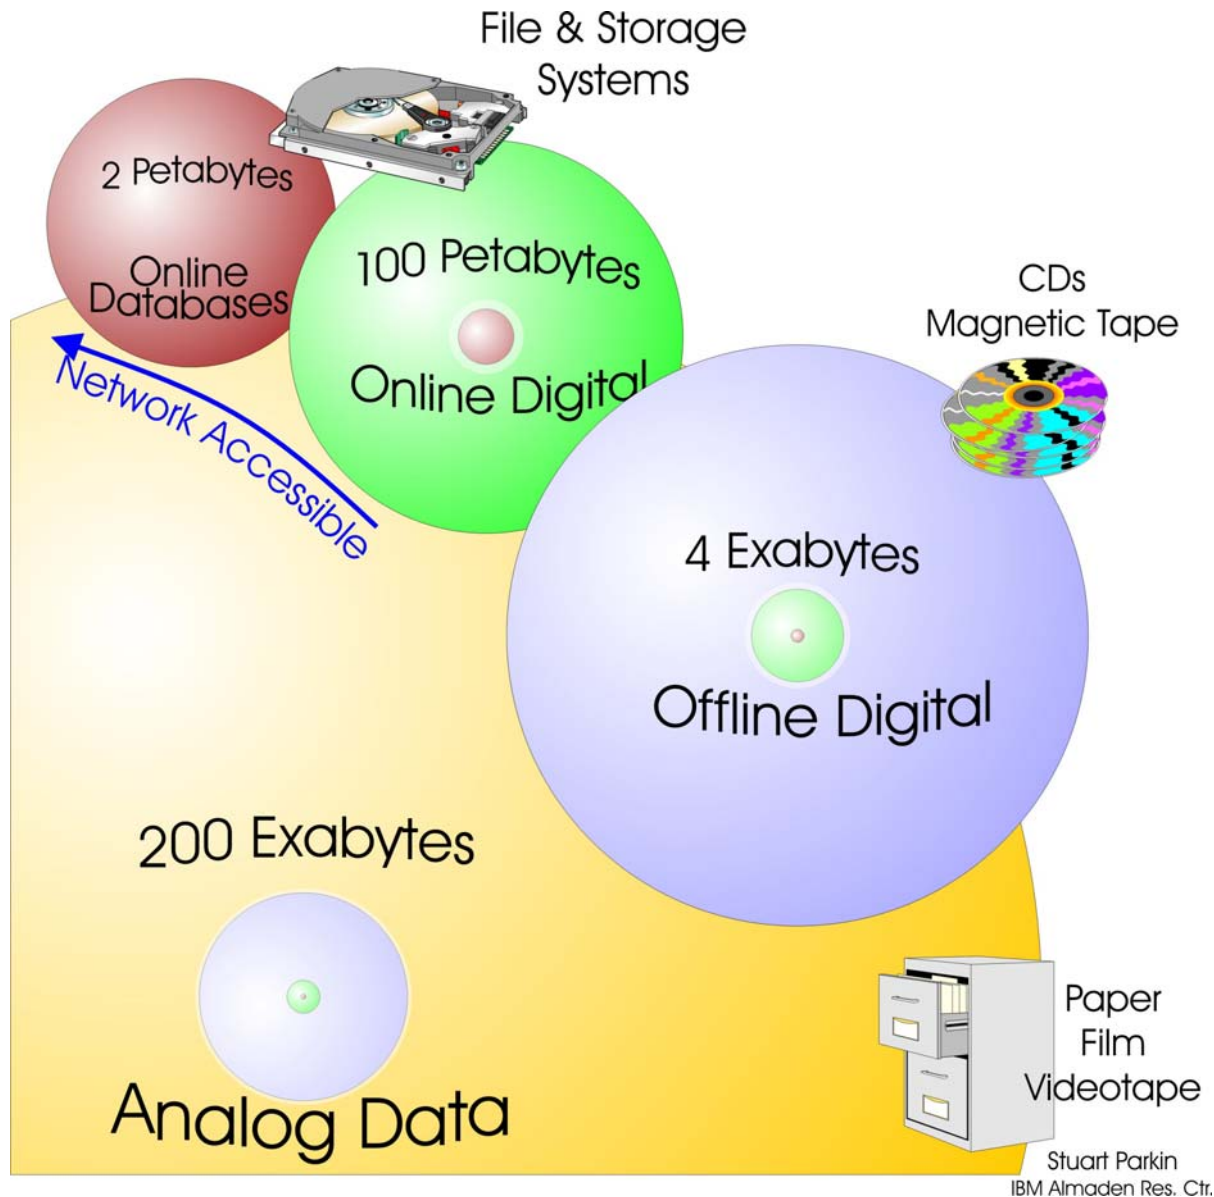 File & Storage
Systems
2 Petabytes
Online
Databases
100 Petabytes
Online Digital
Network Accessible
CDs
Magnetic Tape
4 Exabytes
Offline Digital
200 Exabytes
Analog Data
Paper
Film
Videotape
Stuart Parkin
IBM Almaden Res. Ctr.